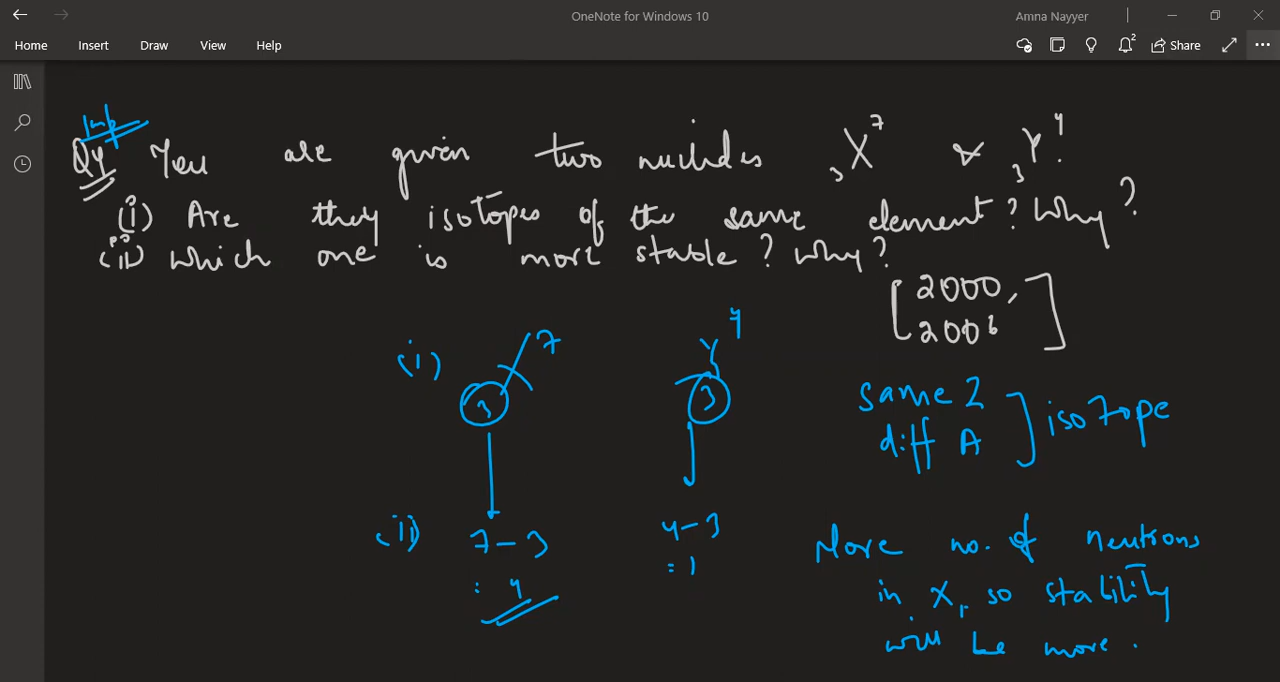 OneNote for Windows 10
Amna Nayyer
Home Insert Draw View Help
2
Share
Imp
Q4 You are given two nuclides ₃X⁷ & ₃Y⁴.
(i) Are they isotopes of the same element? Why?
(ii) Which one is more stable? Why?
[2000,
2006]
(i) 3 7 3 Y 4
same Z
diff A ] isotope
(ii) 7 - 3
= 4
4 - 3
= 1
More no. of neutrons
in X, so stability
will be more.